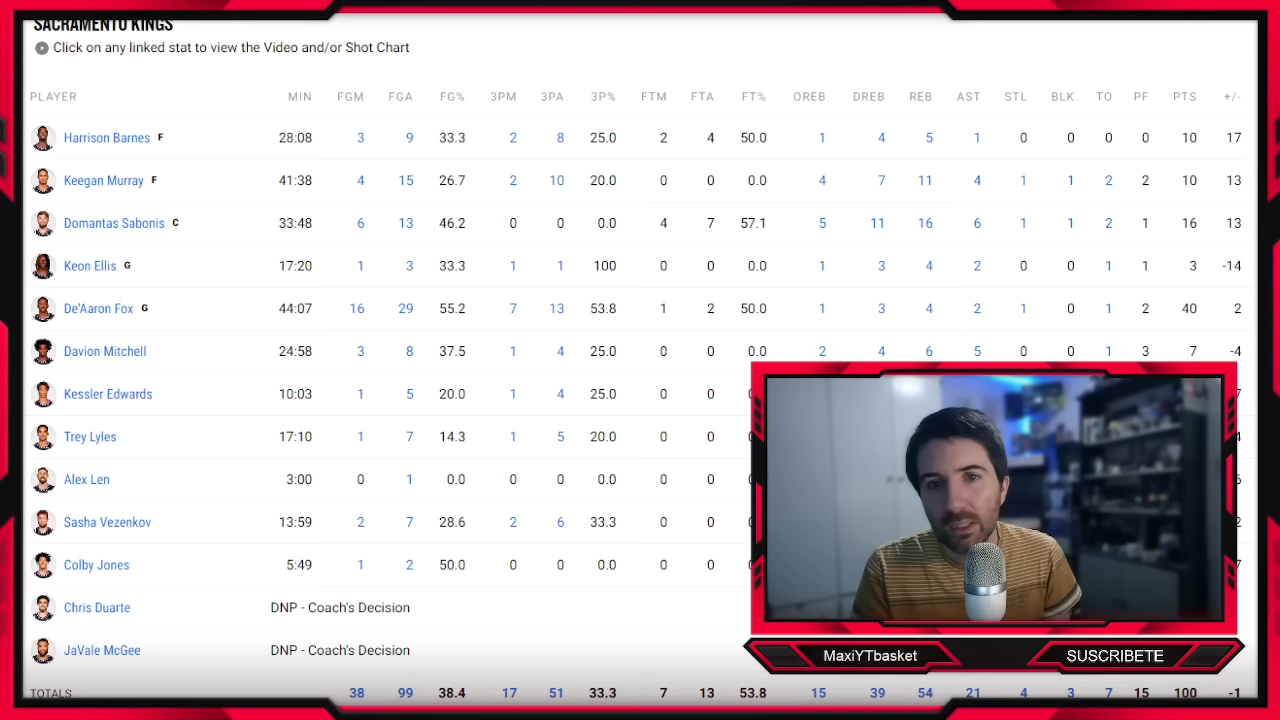 SACRAMENTO KINGS
Click on any linked stat to view the Video and/or Shot Chart
PLAYER MIN FGM FGA FG% 3PM 3PA 3P% FTM FTA FT% OREB DREB REB AST STL BLK TO PF PTS +/-
Harrison Barnes F 28:08 3 9 33.3 2 8 25.0 2 4 50.0 1 4 5 1 0 0 0 0 10 17
Keegan Murray F 41:38 4 15 26.7 2 10 20.0 0 0 0.0 4 7 11 4 1 1 2 2 10 13
Domantas Sabonis C 33:48 6 13 46.2 0 0 0.0 4 7 57.1 5 11 16 6 1 1 2 1 16 13
Keon Ellis G 17:20 1 3 33.3 1 1 100 0 0 0.0 1 3 4 2 0 0 1 1 3 -14
De'Aaron Fox G 44:07 16 29 55.2 7 13 53.8 1 2 50.0 1 3 4 2 1 0 1 2 40 2
Davion Mitchell 24:58 3 8 37.5 1 4 25.0 0 0 0.0 2 4 6 5 0 0 1 3 7 -4
Kessler Edwards 10:03 1 5 20.0 1 4 25.0 0 0
Trey Lyles 17:10 1 7 14.3 1 5 20.0 0 0
Alex Len 3:00 0 1 0.0 0 0 0.0 0 0
Sasha Vezenkov 13:59 2 7 28.6 2 6 33.3 0 0
Colby Jones 5:49 1 2 50.0 0 0 0.0 0 0
Chris Duarte DNP - Coach's Decision
JaVale McGee DNP - Coach's Decision
TOTALS 38 99 38.4 17 51 33.3 7 13 53.8 15 39 54 21 4 3 7 15 100 -1
MaxiYTbasket
SUSCRIBETE